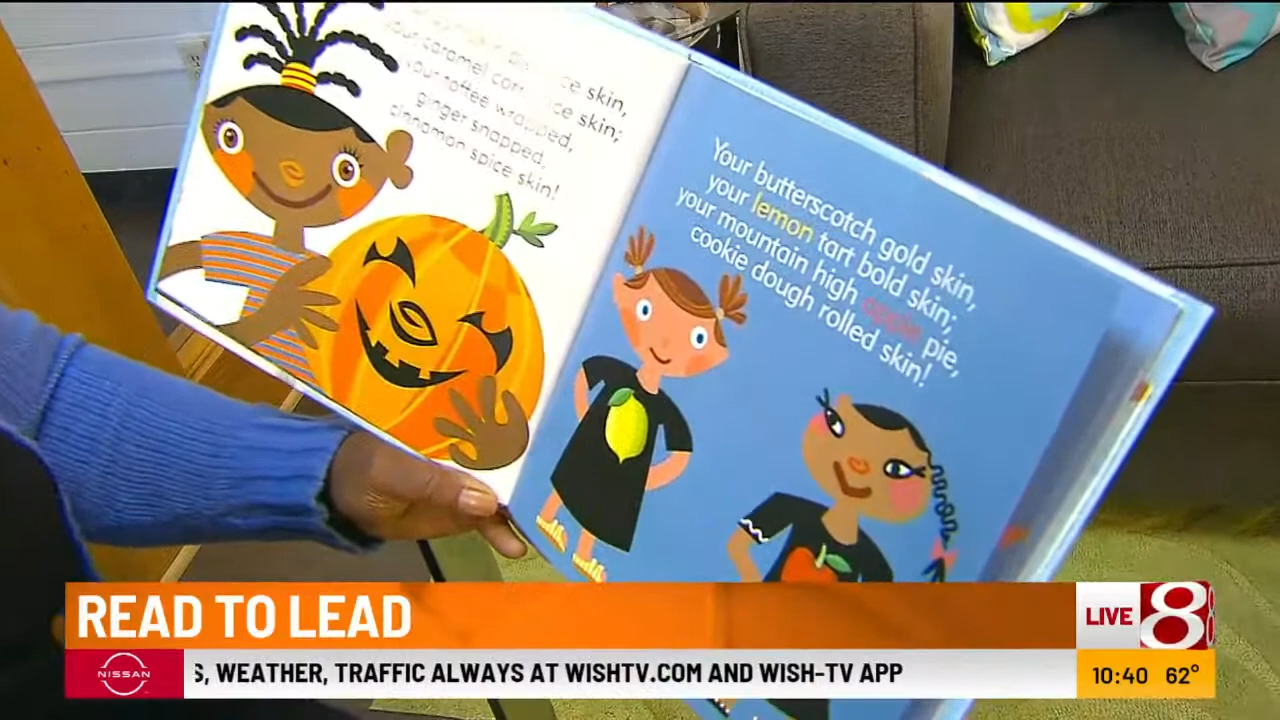 your caramel corn ice skin,
your toffee wrapped,
ginger snapped,
cinnamon spice skin!
Your butterscotch gold skin,
your lemon tart bold skin;
your mountain high apple pie,
cookie dough rolled skin!
READ TO LEAD
LIVE 8
NISSAN
S, WEATHER, TRAFFIC ALWAYS AT WISHTV.COM AND WISH-TV APP
10:40 62°